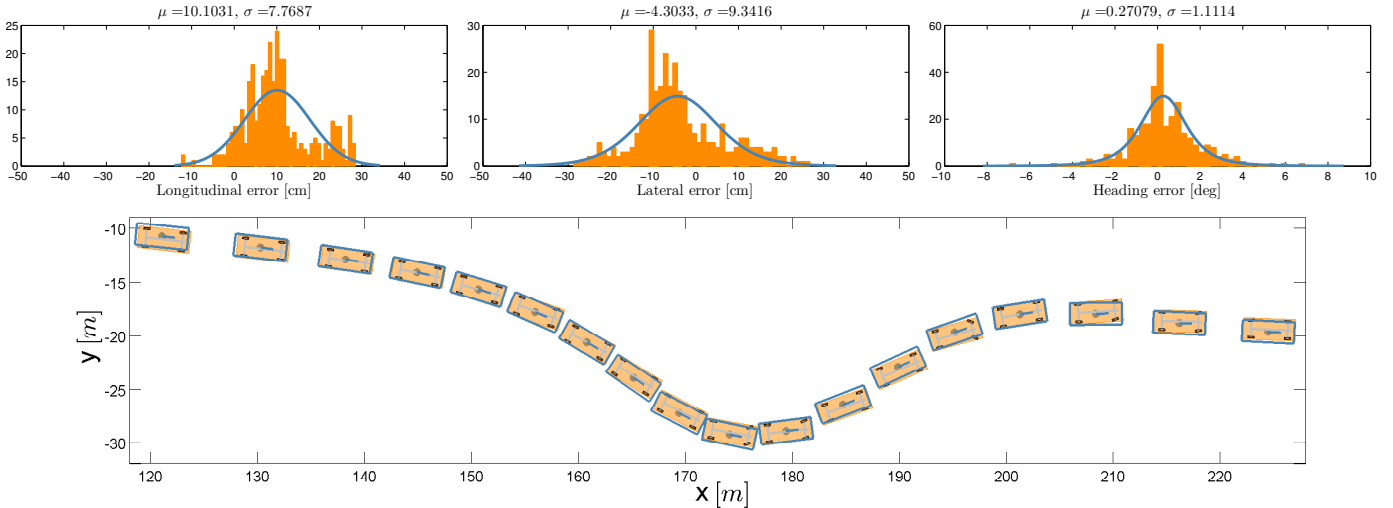 μ =10.1031, σ =7.7687
25
20
15
10
5
0
−50 −40 −30 −20 −10 0 10 20 30 40 50
Longitudinal error [cm]
μ =-4.3033, σ =9.3416
30
20
10
0
−50 −40 −30 −20 −10 0 10 20 30 40 50
Lateral error [cm]
μ =0.27079, σ =1.1114
60
40
20
0
−10 −8 −6 −4 −2 0 2 4 6 8 10
Heading error [deg]
-10
-15
-20
-25
-30
y [m]
120 130 140 150 160 170 180 190 200 210 220
x [m]